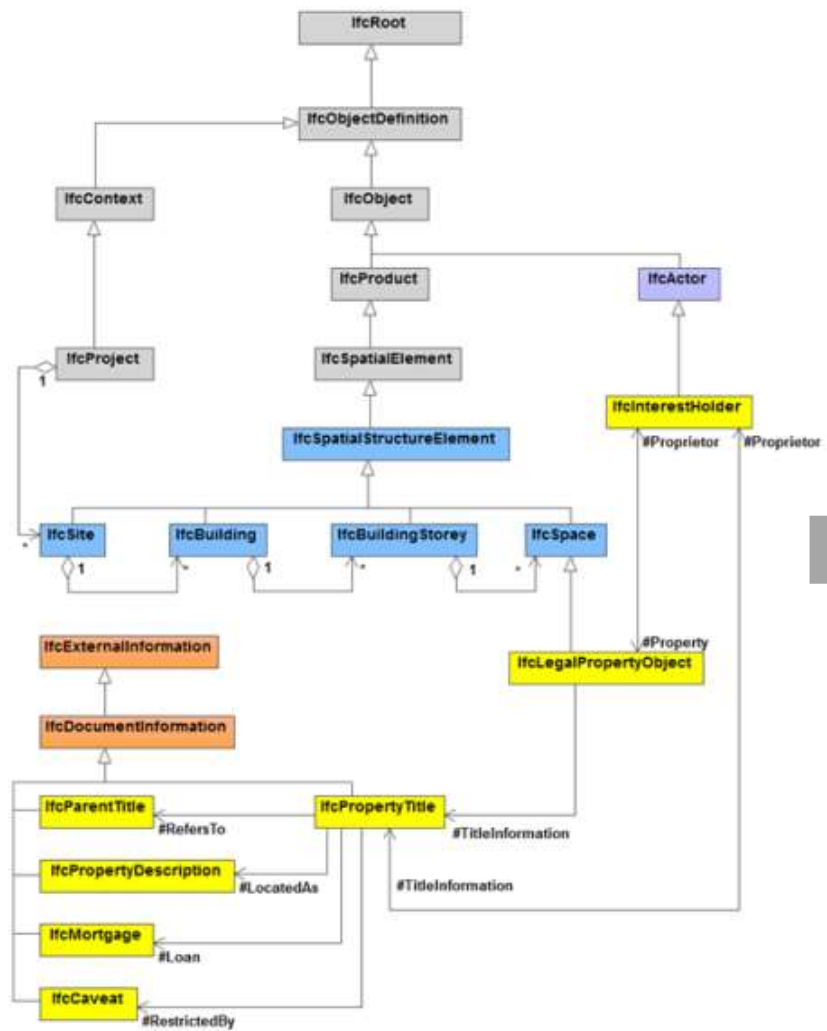 IfcRoot
IfcObjectDefinition
IfcContext
IfcObject
IfcProduct
IfcActor
IfcProject
1
IfcSpatialElement
IfcInterestHolder
IfcSpatialStructureElement
#Proprietor
#Proprietor
*
IfcSite
IfcBuilding
IfcBuildingStorey
IfcSpace
1
*
1
*
1
*
#Property
IfcExternalInformation
IfcLegalPropertyObject
IfcDocumentInformation
IfcParentTitle
IfcPropertyTitle
#RefersTo
#TitleInformation
IfcPropertyDescription
#LocatedAs
#TitleInformation
IfcMortgage
#Loan
IfcCaveat
#RestrictedBy